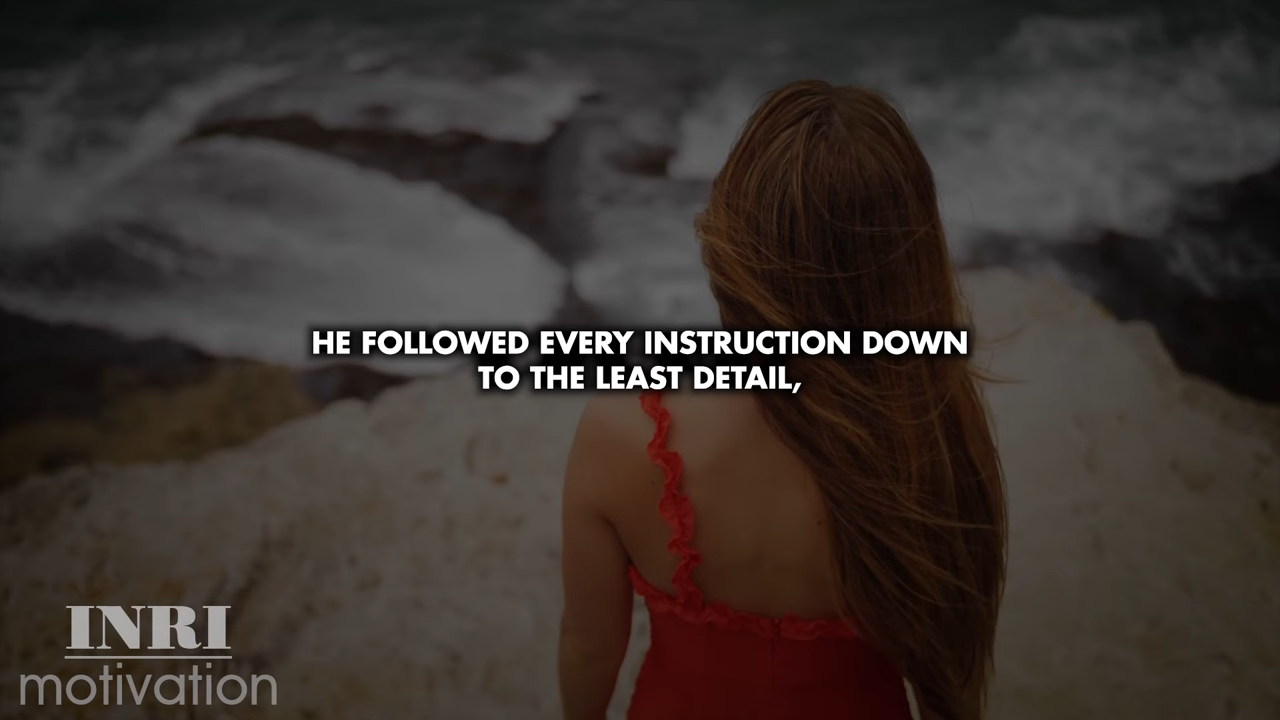 HE FOLLOWED EVERY INSTRUCTION DOWN
TO THE LEAST DETAIL,
INRI
motivation